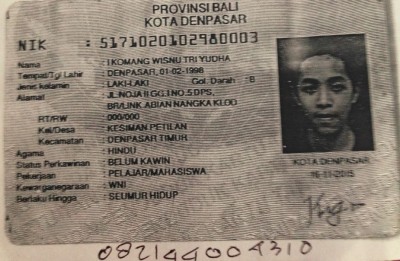 PROVINSI BALI
KOTA DENPASAR
NIK : 5171020102980003
Nama : I KOMANG WISNU TRI YUDHA
Tempat/Tgl Lahir : DENPASAR, 01-02-1998
Jenis kelamin : LAKI-LAKI Gol. Darah : B
Alamat : JL.NOJA II GG.I NO.5 DPS,
BR/LINK ABIAN NANGKA KLOD
RT/RW : 000/000
Kel/Desa : KESIMAN PETILAN
Kecamatan : DENPASAR TIMUR
Agama : HINDU
Status Perkawinan : BELUM KAWIN
Pekerjaan : PELAJAR/MAHASISWA
Kewarganegaraan : WNI
Berlaku Hingga : SEUMUR HIDUP
KOTA DENPASAR
16-11-2015
082144004310